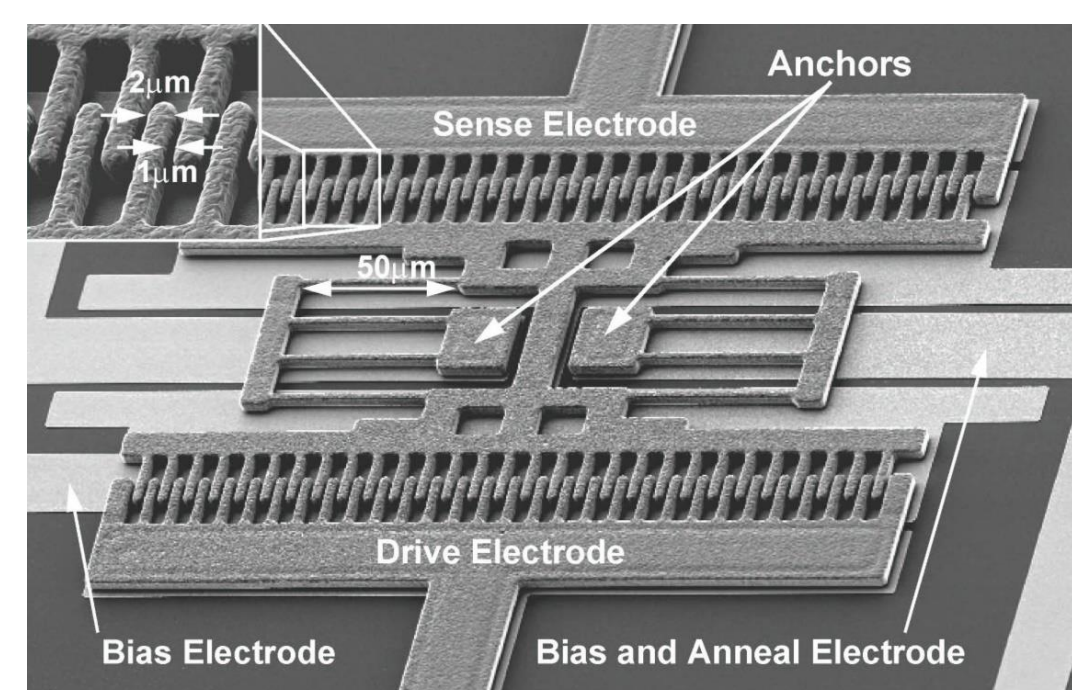 2μm
1μm
Anchors
Sense Electrode
50μm
Drive Electrode
Bias Electrode
Bias and Anneal Electrode